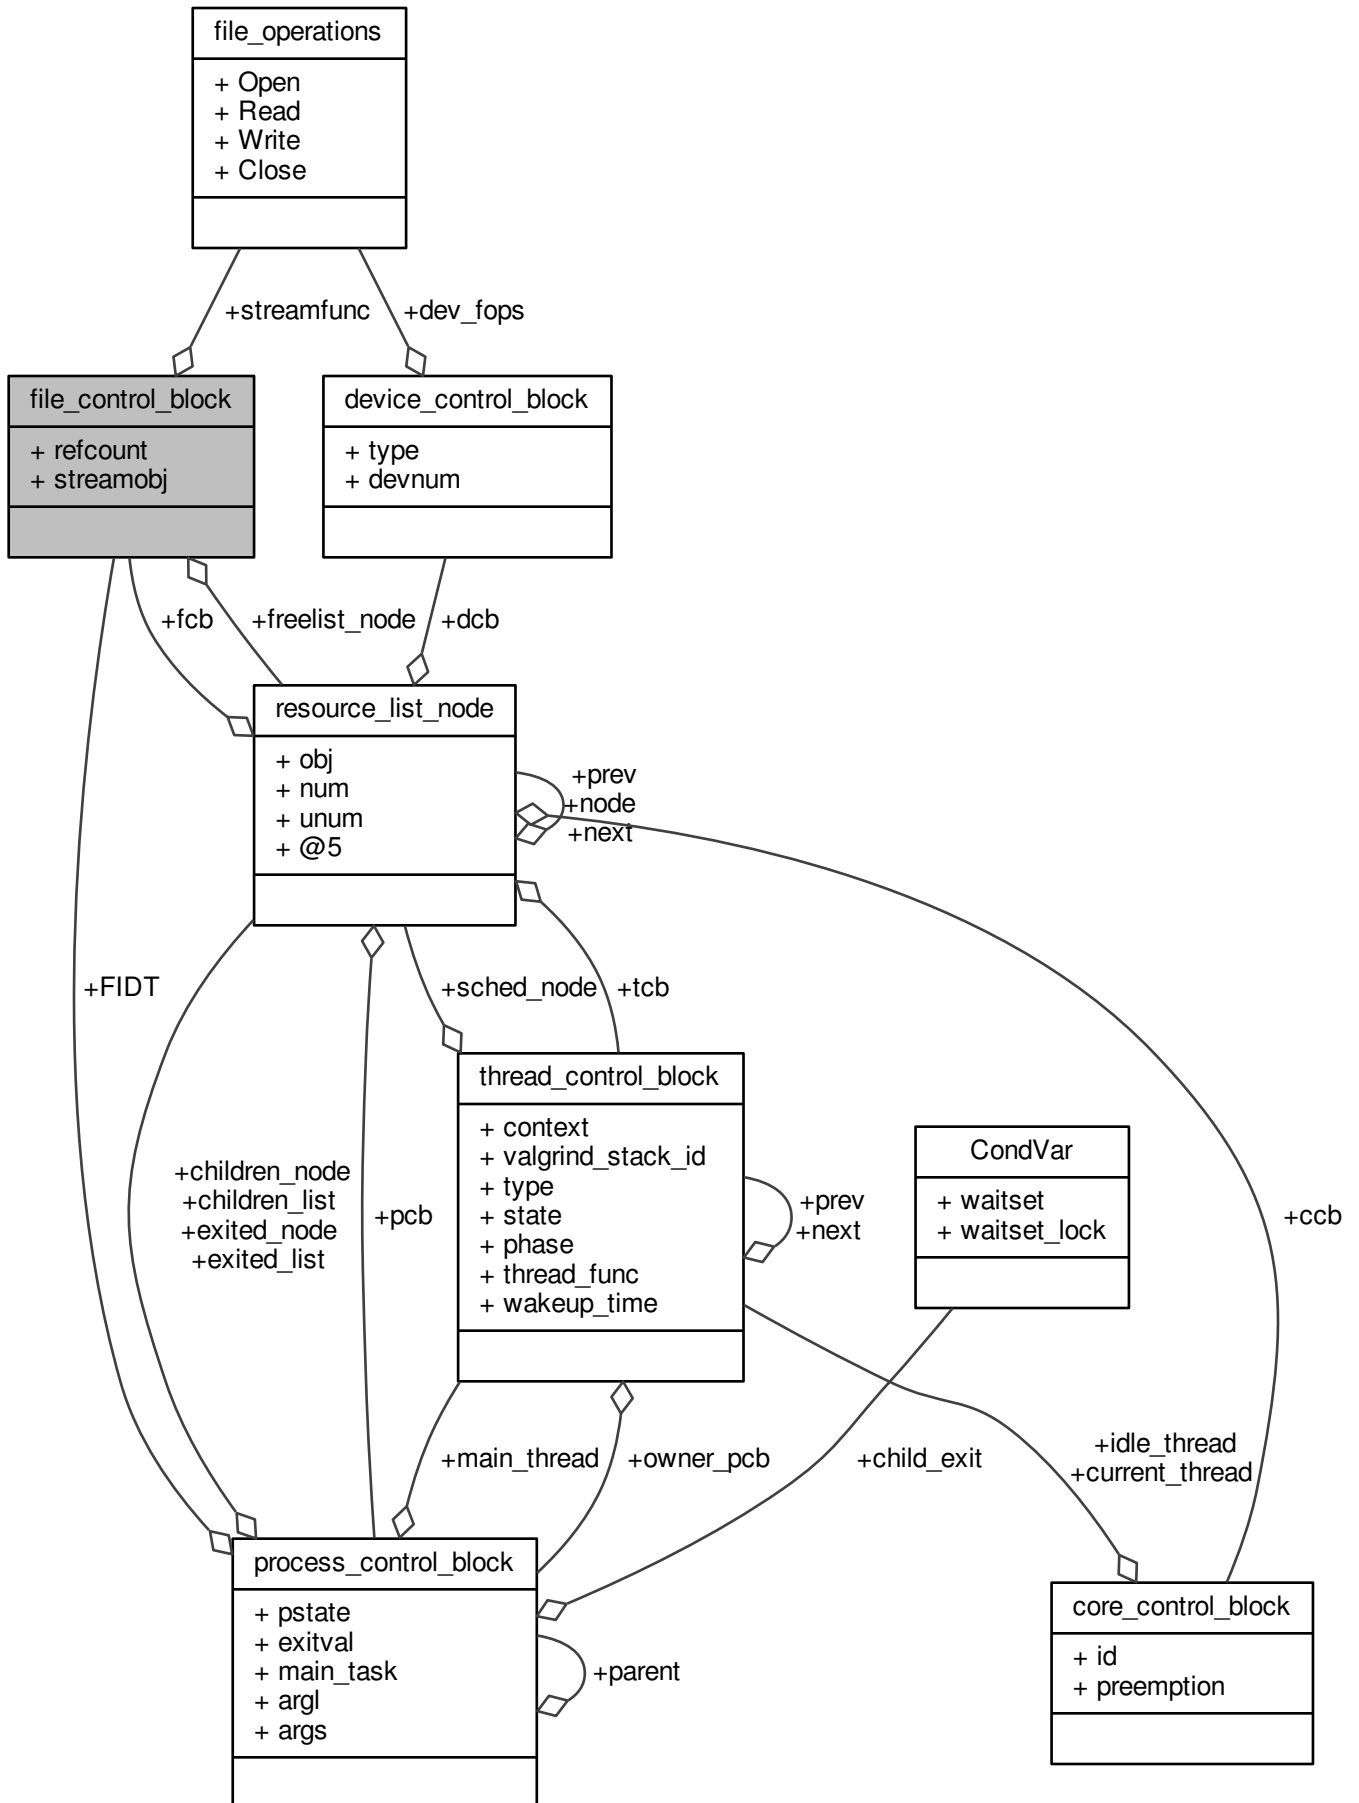 file_operations
+ Open
+ Read
+ Write
+ Close
+streamfunc
+dev_fops
file_control_block
+ refcount
+ streamobj
device_control_block
+ type
+ devnum
+fcb
+freelist_node
+dcb
resource_list_node
+ obj
+ num
+ unum
+ @5
+prev
+node
+next
+FIDT
+sched_node
+tcb
thread_control_block
+ context
+ valgrind_stack_id
+ type
+ state
+ phase
+ thread_func
+ wakeup_time
+prev
+next
CondVar
+ waitset
+ waitset_lock
+children_node
+children_list
+exited_node
+exited_list
+pcb
+ccb
+main_thread
+owner_pcb
+child_exit
+idle_thread
+current_thread
process_control_block
+ pstate
+ exitval
+ main_task
+ argl
+ args
+parent
core_control_block
+ id
+ preemption